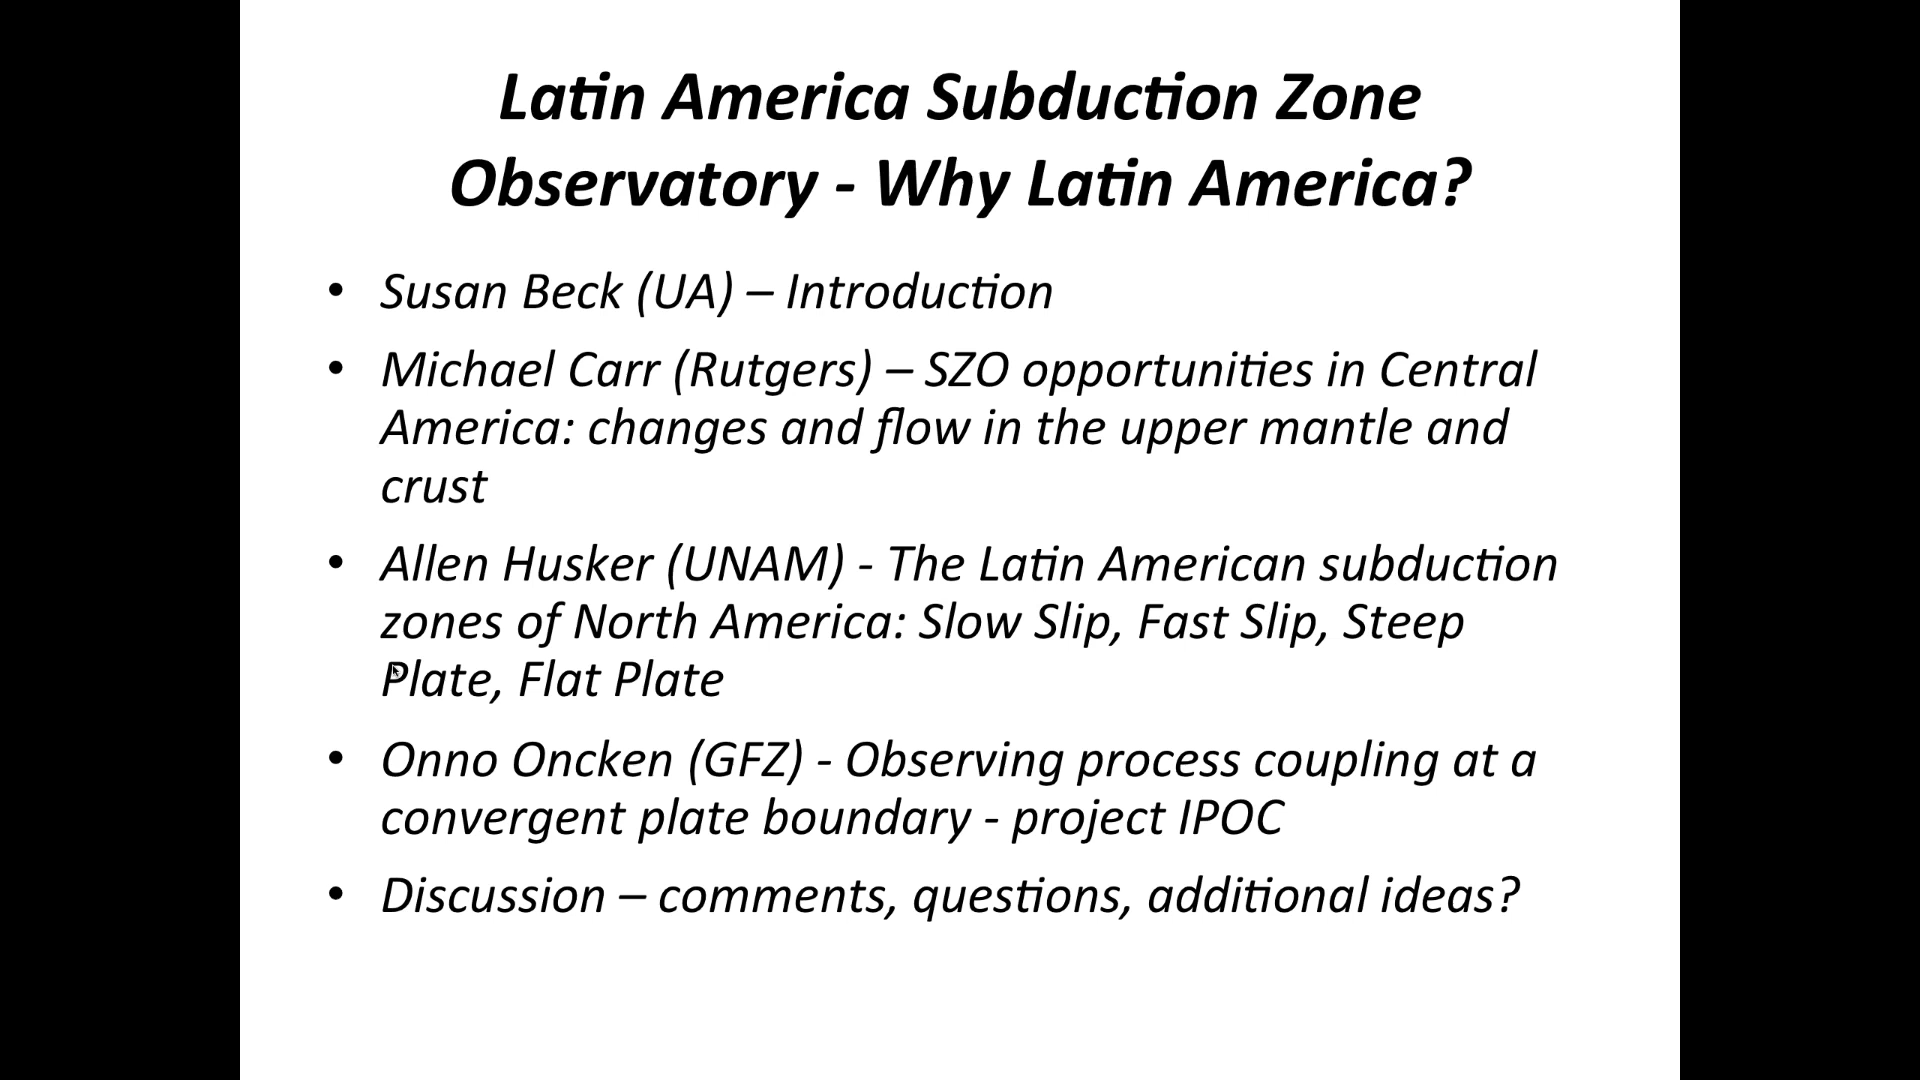 Latin America Subduction Zone
Observatory - Why Latin America?
• Susan Beck (UA) – Introduction
• Michael Carr (Rutgers) – SZO opportunities in Central
America: changes and flow in the upper mantle and
crust
• Allen Husker (UNAM) - The Latin American subduction
zones of North America: Slow Slip, Fast Slip, Steep
Plate, Flat Plate
• Onno Oncken (GFZ) - Observing process coupling at a
convergent plate boundary - project IPOC
• Discussion – comments, questions, additional ideas?